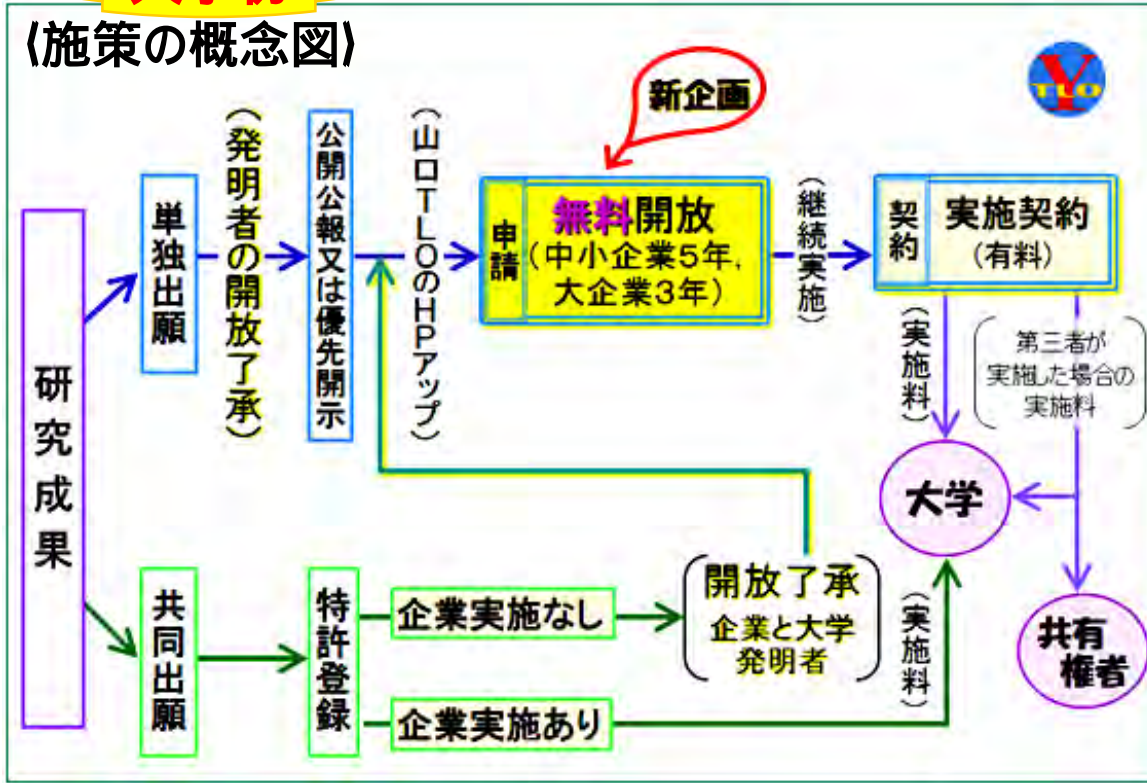 (施策の概念図)
新企画
Y
TLO
研究成果
単独出願
(発明者の開放了承)
公開公報又は優先開示
(山口TLOのHPアップ)
申請
無料開放
(中小企業5年,
大企業3年)
(継続実施)
契約
実施契約
(有料)
(実施料)
第三者が
実施した場合の
実施料
大学
共有
権者
共同出願
特許登録
企業実施なし
開放了承
企業と大学
発明者
(実施料)
企業実施あり